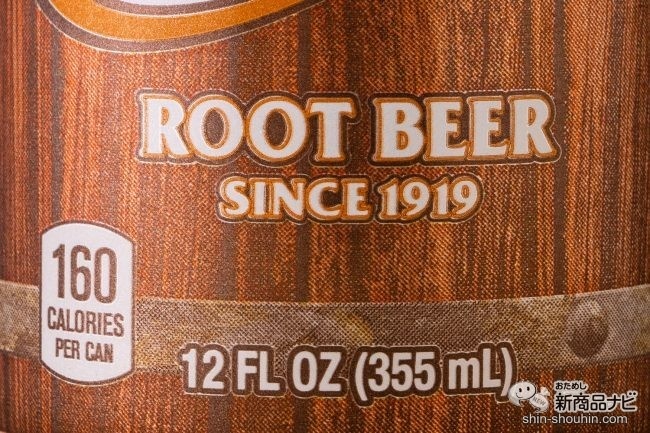 ROOT BEER
SINCE 1919
160
CALORIES
PER CAN
12 FL OZ (355 mL)
おためし
新商品ナビ
NEW
shin-shouhin.com